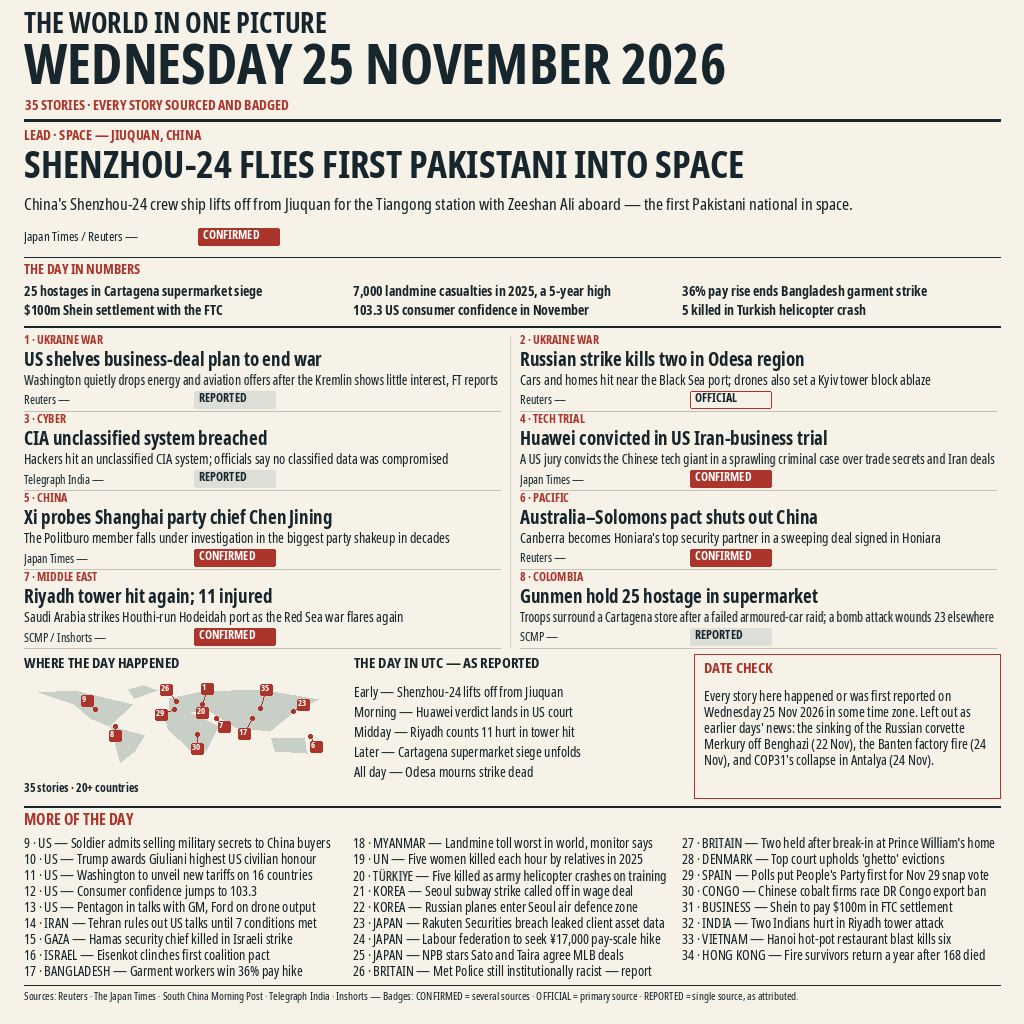 THE WORLD IN ONE PICTURE
WEDNESDAY 25 NOVEMBER 2026
35 STORIES · EVERY STORY SOURCED AND BADGED
LEAD · SPACE — JIUQUAN, CHINA
SHENZHOU-24 FLIES FIRST PAKISTANI INTO SPACE
China's Shenzhou-24 crew ship lifts off from Jiuquan for the Tiangong station with Zeeshan Ali aboard — the first Pakistani national in space.
Japan Times / Reuters — CONFIRMED
THE DAY IN NUMBERS
25 hostages in Cartagena supermarket siege
7,000 landmine casualties in 2025, a 5-year high
36% pay rise ends Bangladesh garment strike
$100m Shein settlement with the FTC
103.3 US consumer confidence in November
5 killed in Turkish helicopter crash
1 · UKRAINE WAR
US shelves business-deal plan to end war
Washington quietly drops energy and aviation offers after the Kremlin shows little interest, FT reports
Reuters — REPORTED
2 · UKRAINE WAR
Russian strike kills two in Odesa region
Cars and homes hit near the Black Sea port; drones also set a Kyiv tower block ablaze
Reuters — OFFICIAL
3 · CYBER
CIA unclassified system breached
Hackers hit an unclassified CIA system; officials say no classified data was compromised
Telegraph India — REPORTED
4 · TECH TRIAL
Huawei convicted in US Iran-business trial
A US jury convicts the Chinese tech giant in a sprawling criminal case over trade secrets and Iran deals
Japan Times — CONFIRMED
5 · CHINA
Xi probes Shanghai party chief Chen Jining
The Politburo member falls under investigation in the biggest party shakeup in decades
Japan Times — CONFIRMED
6 · PACIFIC
Australia–Solomons pact shuts out China
Canberra becomes Honiara's top security partner in a sweeping deal signed in Honiara
Reuters — CONFIRMED
7 · MIDDLE EAST
Riyadh tower hit again; 11 injured
Saudi Arabia strikes Houthi-run Hodeidah port as the Red Sea war flares again
SCMP / Inshorts — CONFIRMED
8 · COLOMBIA
Gunmen hold 25 hostage in supermarket
Troops surround a Cartagena store after a failed armoured-car raid; a bomb attack wounds 23 elsewhere
SCMP — REPORTED
WHERE THE DAY HAPPENED
26
1
35
9
23
29
20
7
17
8
30
6
35 stories · 20+ countries
THE DAY IN UTC — AS REPORTED
Early — Shenzhou-24 lifts off from Jiuquan
Morning — Huawei verdict lands in US court
Midday — Riyadh counts 11 hurt in tower hit
Later — Cartagena supermarket siege unfolds
All day — Odesa mourns strike dead
DATE CHECK
Every story here happened or was first reported on
Wednesday 25 Nov 2026 in some time zone. Left out as
earlier days' news: the sinking of the Russian corvette
Merkury off Benghazi (22 Nov), the Banten factory fire (24
Nov), and COP31's collapse in Antalya (24 Nov).
MORE OF THE DAY
9 · US — Soldier admits selling military secrets to China buyers
10 · US — Trump awards Giuliani highest US civilian honour
11 · US — Washington to unveil new tariffs on 16 countries
12 · US — Consumer confidence jumps to 103.3
13 · US — Pentagon in talks with GM, Ford on drone output
14 · IRAN — Tehran rules out US talks until 7 conditions met
15 · GAZA — Hamas security chief killed in Israeli strike
16 · ISRAEL — Eisenkot clinches first coalition pact
17 · BANGLADESH — Garment workers win 36% pay hike
18 · MYANMAR — Landmine toll worst in world, monitor says
19 · UN — Five women killed each hour by relatives in 2025
20 · TÜRKIYE — Five killed as army helicopter crashes on training
21 · KOREA — Seoul subway strike called off in wage deal
22 · KOREA — Russian planes enter Seoul air defence zone
23 · JAPAN — Rakuten Securities breach leaked client asset data
24 · JAPAN — Labour federation to seek ¥17,000 pay-scale hike
25 · JAPAN — NPB stars Sato and Taira agree MLB deals
26 · BRITAIN — Met Police still institutionally racist — report
27 · BRITAIN — Two held after break-in at Prince William's home
28 · DENMARK — Top court upholds 'ghetto' evictions
29 · SPAIN — Polls put People's Party first for Nov 29 snap vote
30 · CONGO — Chinese cobalt firms race DR Congo export ban
31 · BUSINESS — Shein to pay $100m in FTC settlement
32 · INDIA — Two Indians hurt in Riyadh tower attack
33 · VIETNAM — Hanoi hot-pot restaurant blast kills six
34 · HONG KONG — Fire survivors return a year after 168 died
Sources: Reuters · The Japan Times · South China Morning Post · Telegraph India · Inshorts — Badges: CONFIRMED = several sources · OFFICIAL = primary source · REPORTED = single source, as attributed.